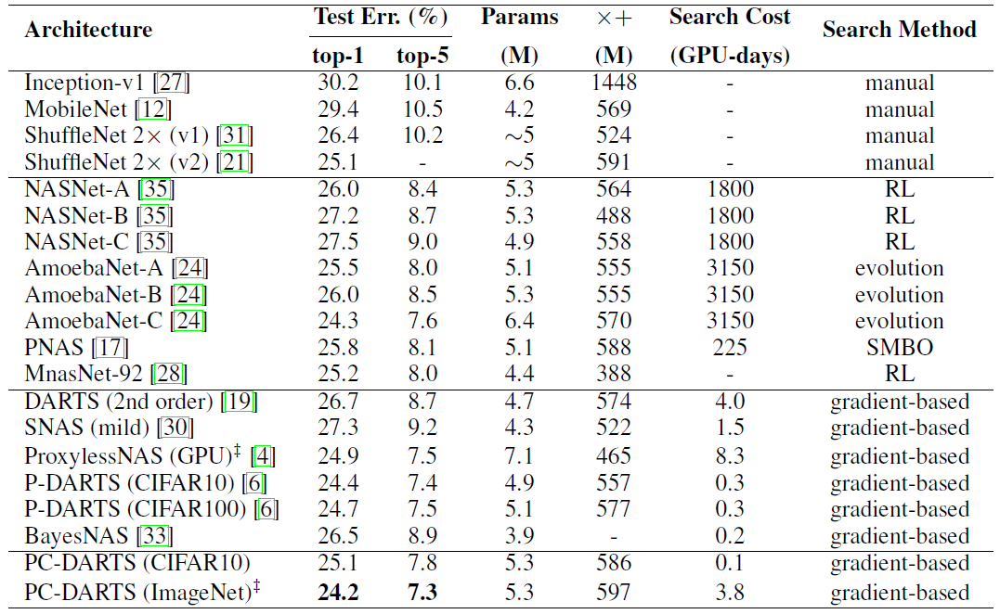 Architecture Test Err. (%) Params ×+ Search Cost Search Method
top-1 top-5 (M) (M) (GPU-days)
Inception-v1 [27] 30.2 10.1 6.6 1448 - manual
MobileNet [12] 29.4 10.5 4.2 569 - manual
ShuffleNet 2× (v1) [31] 26.4 10.2 ∼5 524 - manual
ShuffleNet 2× (v2) [21] 25.1 - ∼5 591 - manual
NASNet-A [35] 26.0 8.4 5.3 564 1800 RL
NASNet-B [35] 27.2 8.7 5.3 488 1800 RL
NASNet-C [35] 27.5 9.0 4.9 558 1800 RL
AmoebaNet-A [24] 25.5 8.0 5.1 555 3150 evolution
AmoebaNet-B [24] 26.0 8.5 5.3 555 3150 evolution
AmoebaNet-C [24] 24.3 7.6 6.4 570 3150 evolution
PNAS [17] 25.8 8.1 5.1 588 225 SMBO
MnasNet-92 [28] 25.2 8.0 4.4 388 - RL
DARTS (2nd order) [19] 26.7 8.7 4.7 574 4.0 gradient-based
SNAS (mild) [30] 27.3 9.2 4.3 522 1.5 gradient-based
ProxylessNAS (GPU)‡ [4] 24.9 7.5 7.1 465 8.3 gradient-based
P-DARTS (CIFAR10) [6] 24.4 7.4 4.9 557 0.3 gradient-based
P-DARTS (CIFAR100) [6] 24.7 7.5 5.1 577 0.3 gradient-based
BayesNAS [33] 26.5 8.9 3.9 - 0.2 gradient-based
PC-DARTS (CIFAR10) 25.1 7.8 5.3 586 0.1 gradient-based
PC-DARTS (ImageNet)‡ 24.2 7.3 5.3 597 3.8 gradient-based